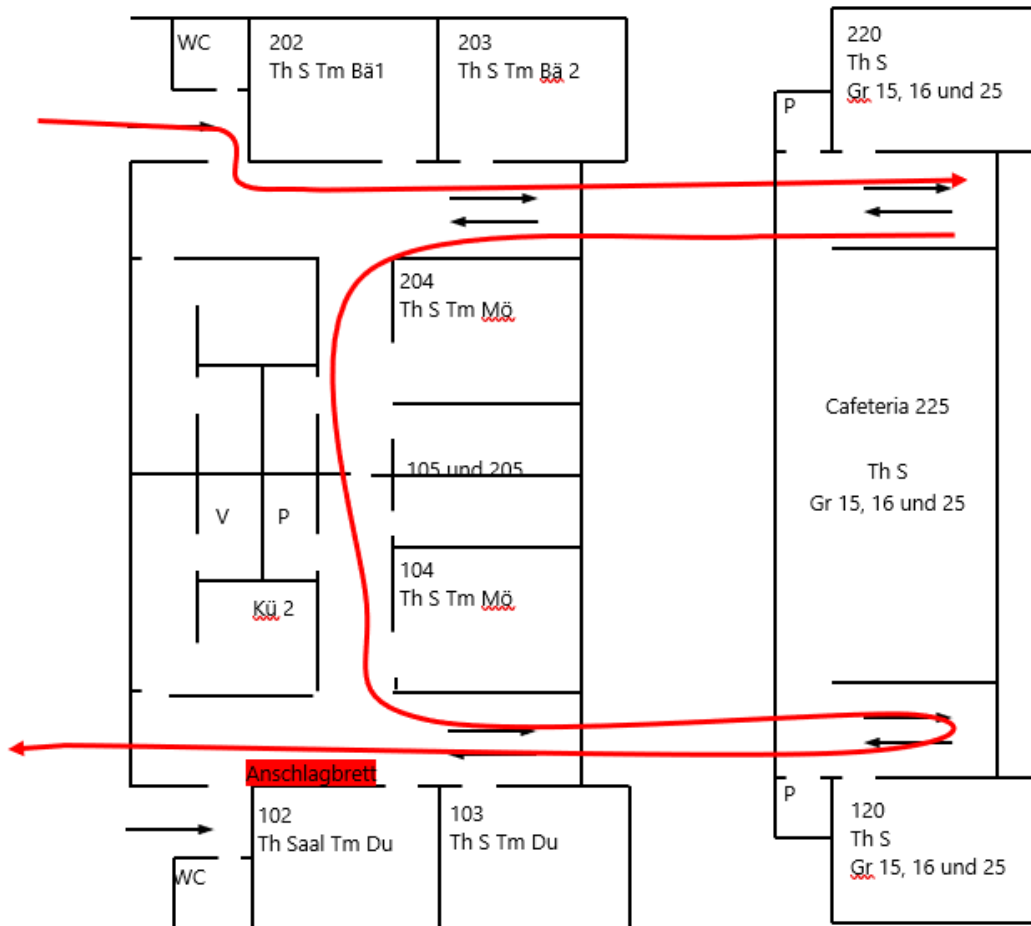 WC
202
Th S Tm Bä1
203
Th S Tm Bä 2
220
Th S
Gr 15, 16 und 25
P
204
Th S Tm Mö
105 und 205
Cafeteria 225
Th S
Gr 15, 16 und 25
V
P
Kü 2
104
Th S Tm Mö
Anschlagbrett
102
Th Saal Tm Du
103
Th S Tm Du
WC
P
120
Th S
Gr 15, 16 und 25